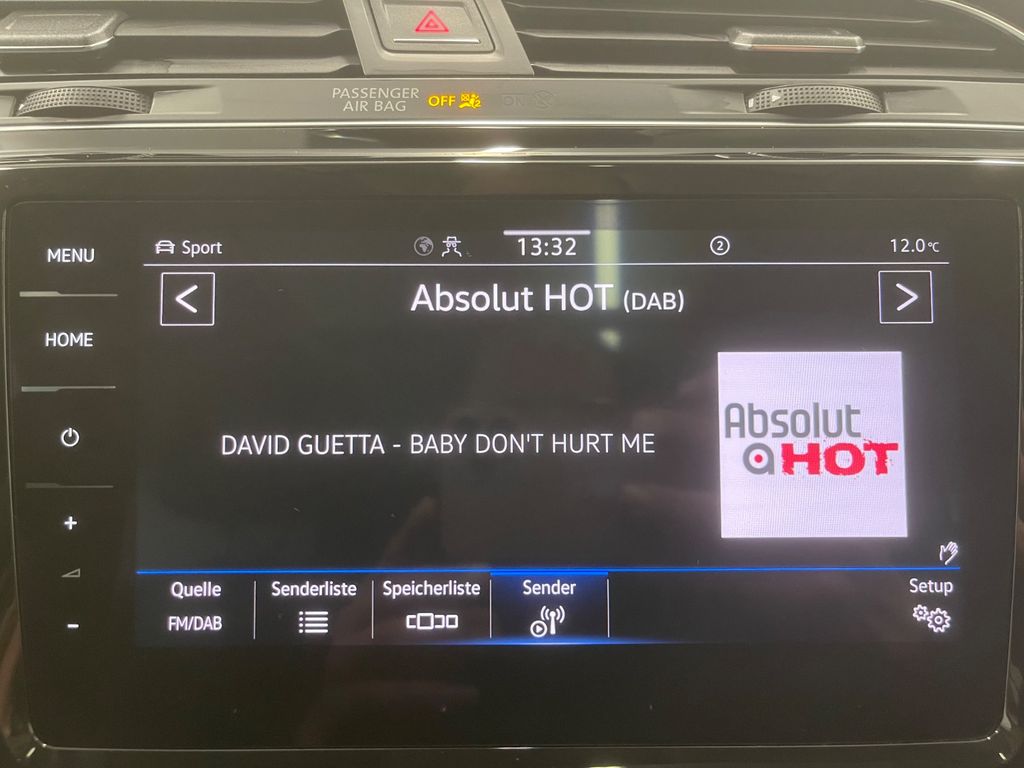 PASSENGER
AIR BAG OFF ON
MENU
Sport 13:32 2 12.0°C
HOME
< Absolut HOT (DAB) >
DAVID GUETTA - BABY DON'T HURT ME
Absolut
a HOT
+
-
Quelle Senderliste Speicherliste Sender Setup
FM/DAB